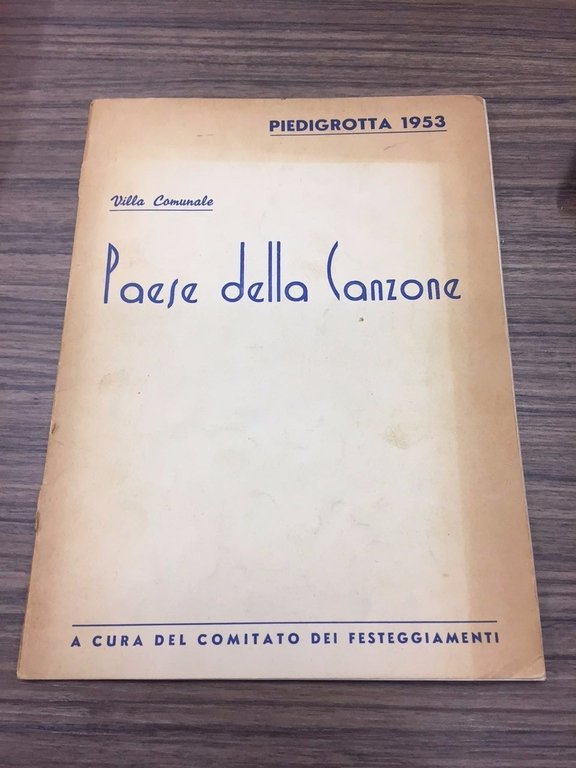 PIEDIGROTTA 1953
Villa Comunale
Paese della Canzone
A CURA DEL COMITATO DEI FESTEGGIAMENTI